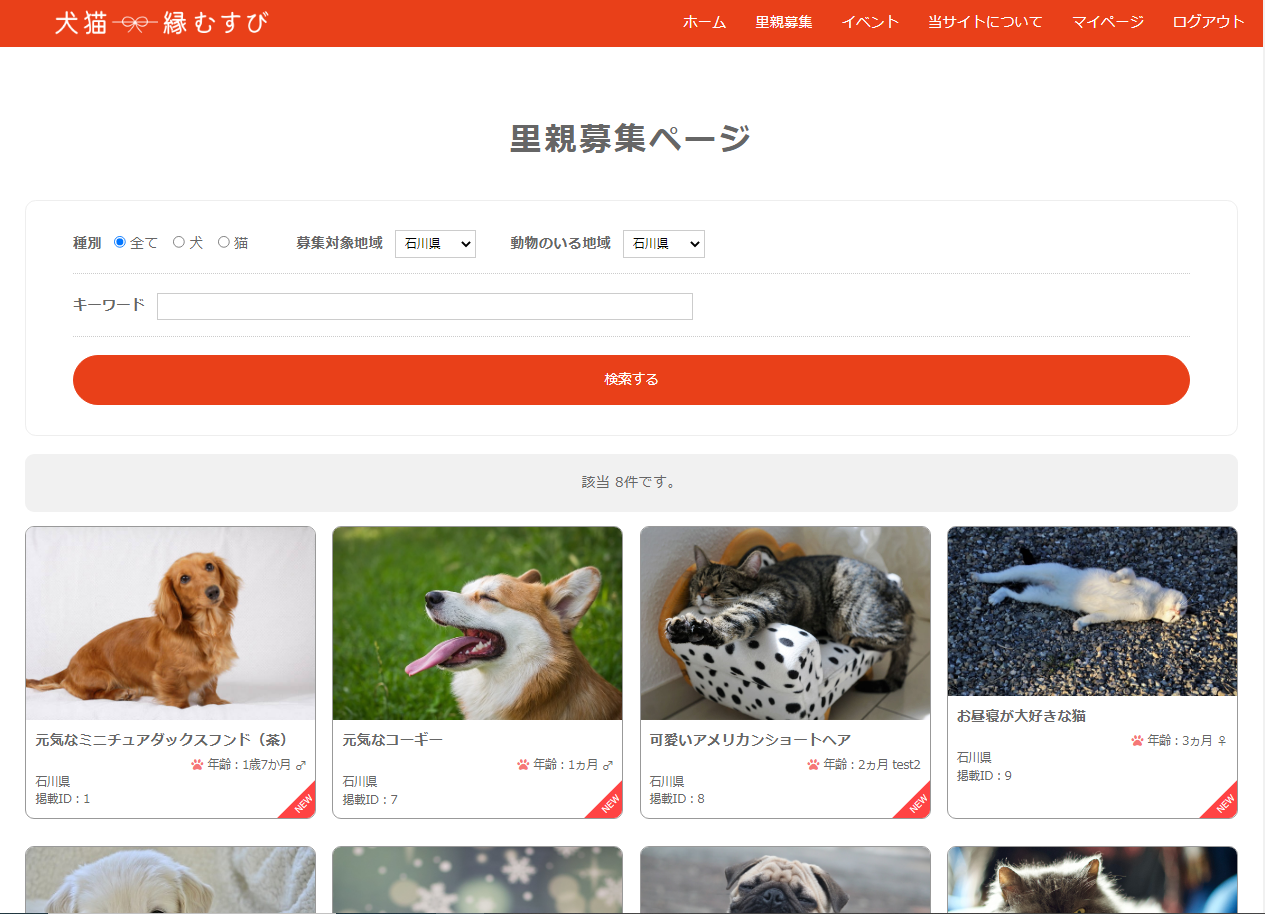 犬猫 縁むすび
ホーム 里親募集 イベント 当サイトについて マイページ ログアウト
里親募集ページ
種別 全て 犬 猫 募集対象地域 石川県 動物のいる地域 石川県
キーワード
検索する
該当 8件です。
元気なミニチュアダックスフンド（茶）
年齢：1歳7か月 ♂
石川県
掲載ID：1
NEW
元気なコーギー
年齢：1ヵ月 ♂
石川県
掲載ID：7
NEW
可愛いアメリカンショートヘア
年齢：2ヵ月 test2
石川県
掲載ID：8
NEW
お昼寝が大好きな猫
年齢：3ヵ月 ♀
石川県
掲載ID：9
NEW